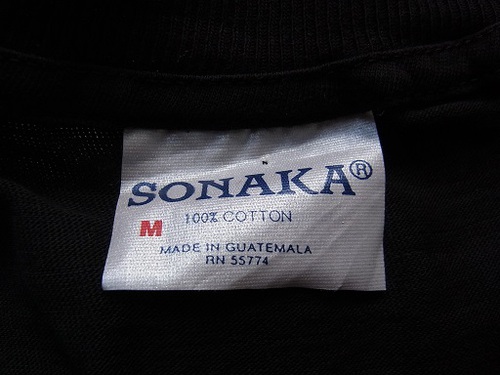 SONAKA®
M 100% COTTON
MADE IN GUATEMALA
RN 55774